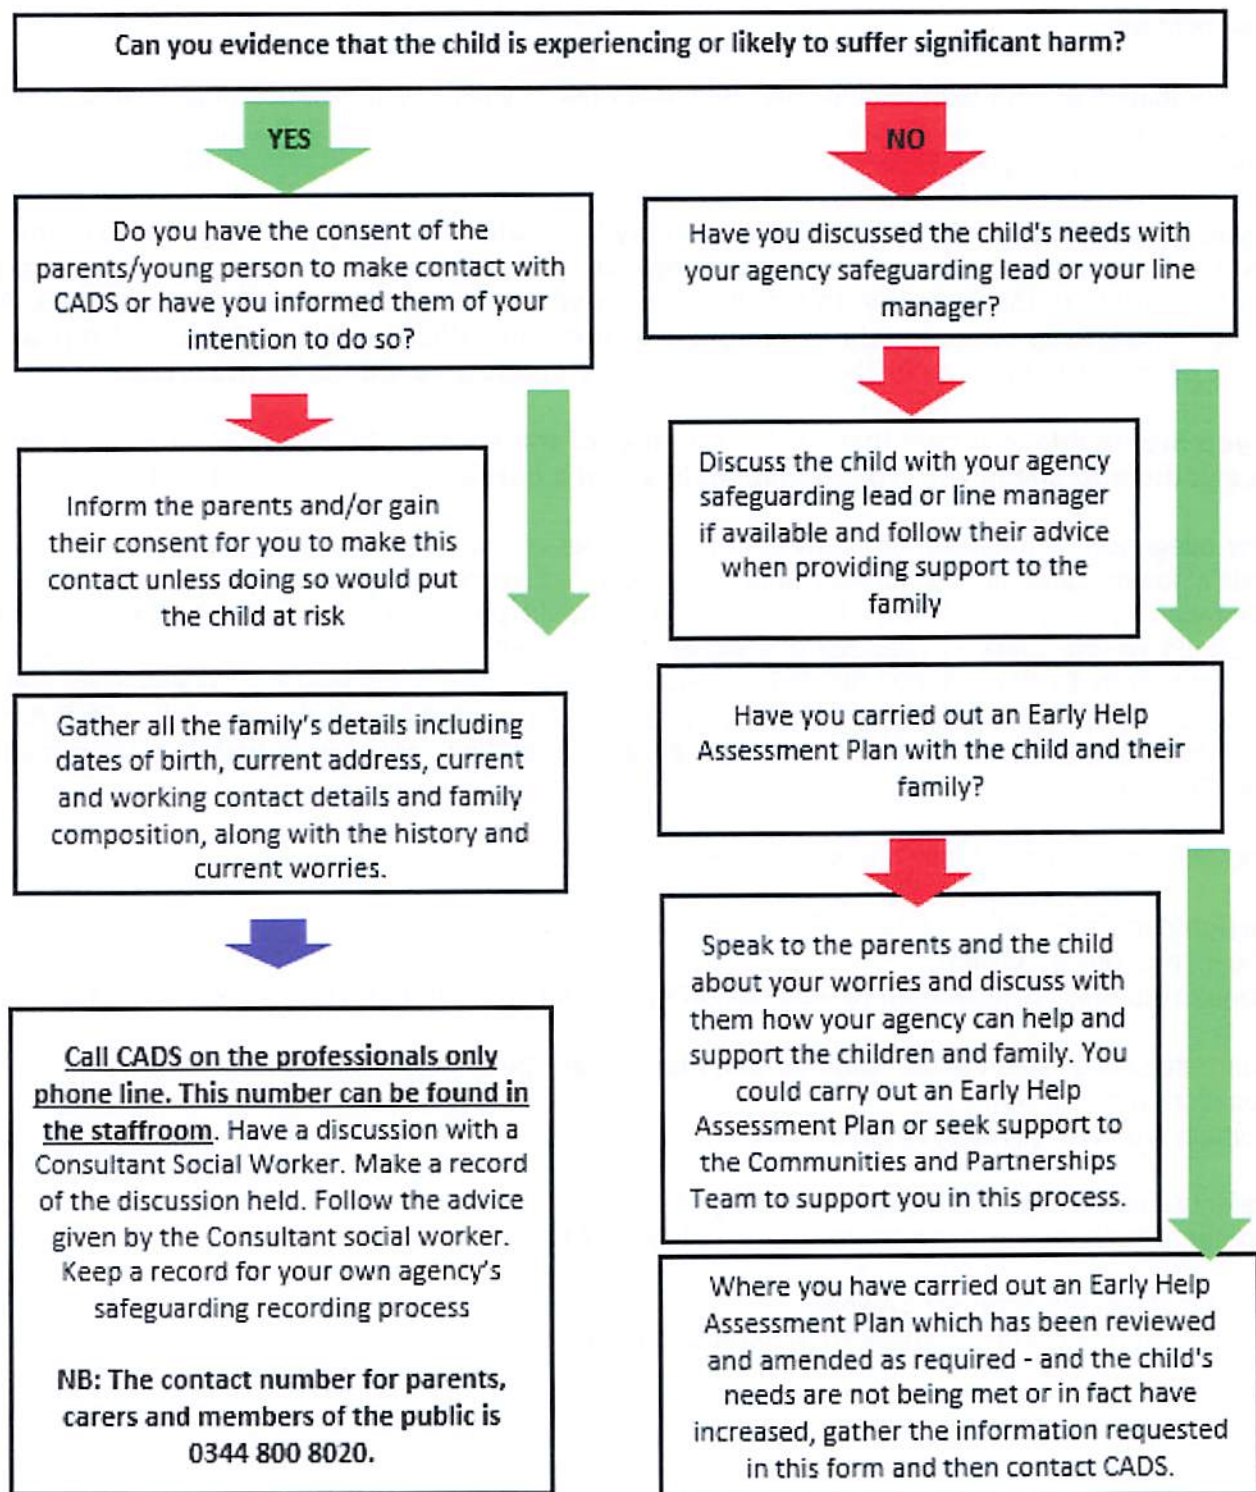 Can you evidence that the child is experiencing or likely to suffer significant harm?
YES
NO
Do you have the consent of the
parents/young person to make contact with
CADS or have you informed them of your
intention to do so?
Inform the parents and/or gain
their consent for you to make this
contact unless doing so would put
the child at risk
Gather all the family's details including
dates of birth, current address, current
and working contact details and family
composition, along with the history and
current worries.
Call CADS on the professionals only
phone line. This number can be found in
the staffroom. Have a discussion with a
Consultant Social Worker. Make a record
of the discussion held. Follow the advice
given by the Consultant social worker.
Keep a record for your own agency's
safeguarding recording process
NB: The contact number for parents,
carers and members of the public is
0344 800 8020.
Have you discussed the child's needs with
your agency safeguarding lead or your line
manager?
Discuss the child with your agency
safeguarding lead or line manager
if available and follow their advice
when providing support to the
family
Have you carried out an Early Help
Assessment Plan with the child and their
family?
Speak to the parents and the child
about your worries and discuss with
them how your agency can help and
support the children and family. You
could carry out an Early Help
Assessment Plan or seek support to
the Communities and Partnerships
Team to support you in this process.
Where you have carried out an Early Help
Assessment Plan which has been reviewed
and amended as required - and the child's
needs are not being met or in fact have
increased, gather the information requested
in this form and then contact CADS.